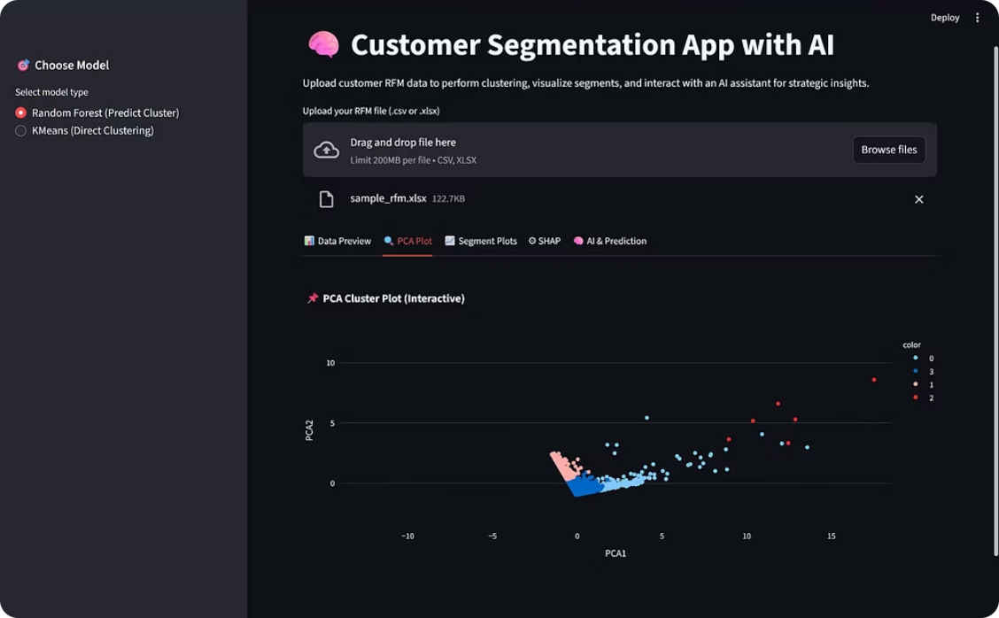 Deploy
🎯 Choose Model
Select model type
Random Forest (Predict Cluster)
KMeans (Direct Clustering)
🧠 Customer Segmentation App with AI
Upload customer RFM data to perform clustering, visualize segments, and interact with an AI assistant for strategic insights.
Upload your RFM file (.csv or .xlsx)
Drag and drop file here
Limit 200MB per file • CSV, XLSX
Browse files
sample_rfm.xlsx 122.7KB
📊 Data Preview 🔍 PCA Plot 📈 Segment Plots ⚙ SHAP 🧠 AI & Prediction
📌 PCA Cluster Plot (Interactive)
color
0
3
1
2
10
5
0
PCA2
−10 −5 0 5 10 15
PCA1